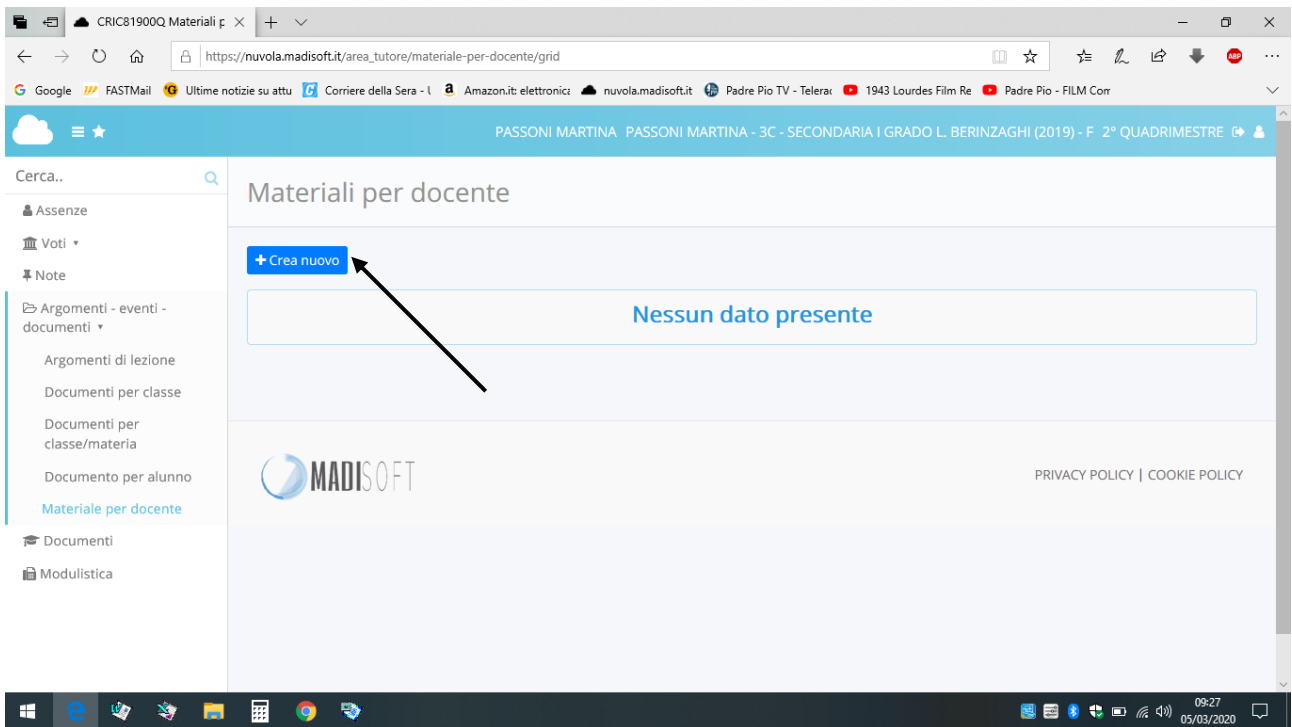 CRIC81900Q Materiali p
https://nuvola.madisoft.it/area_tutore/materiale-per-docente/grid
ABP
Google FASTMail Ultime notizie su attu Corriere della Sera - Amazon.it: elettronica nuvola.madisoft.it Padre Pio TV - Telerac 1943 Lourdes Film Re Padre Pio - FILM Com
PASSONI MARTINA PASSONI MARTINA - 3C - SECONDARIA I GRADO L. BERINZAGHI (2019) - F 2° QUADRIMESTRE
Cerca..
Assenze
Voti
Note
Argomenti - eventi -
documenti
Argomenti di lezione
Documenti per classe
Documenti per
classe/materia
Documento per alunno
Materiale per docente
Documenti
Modulistica
Materiali per docente
+ Crea nuovo
Nessun dato presente
MADISOFT
PRIVACY POLICY | COOKIE POLICY
09:27
05/03/2020